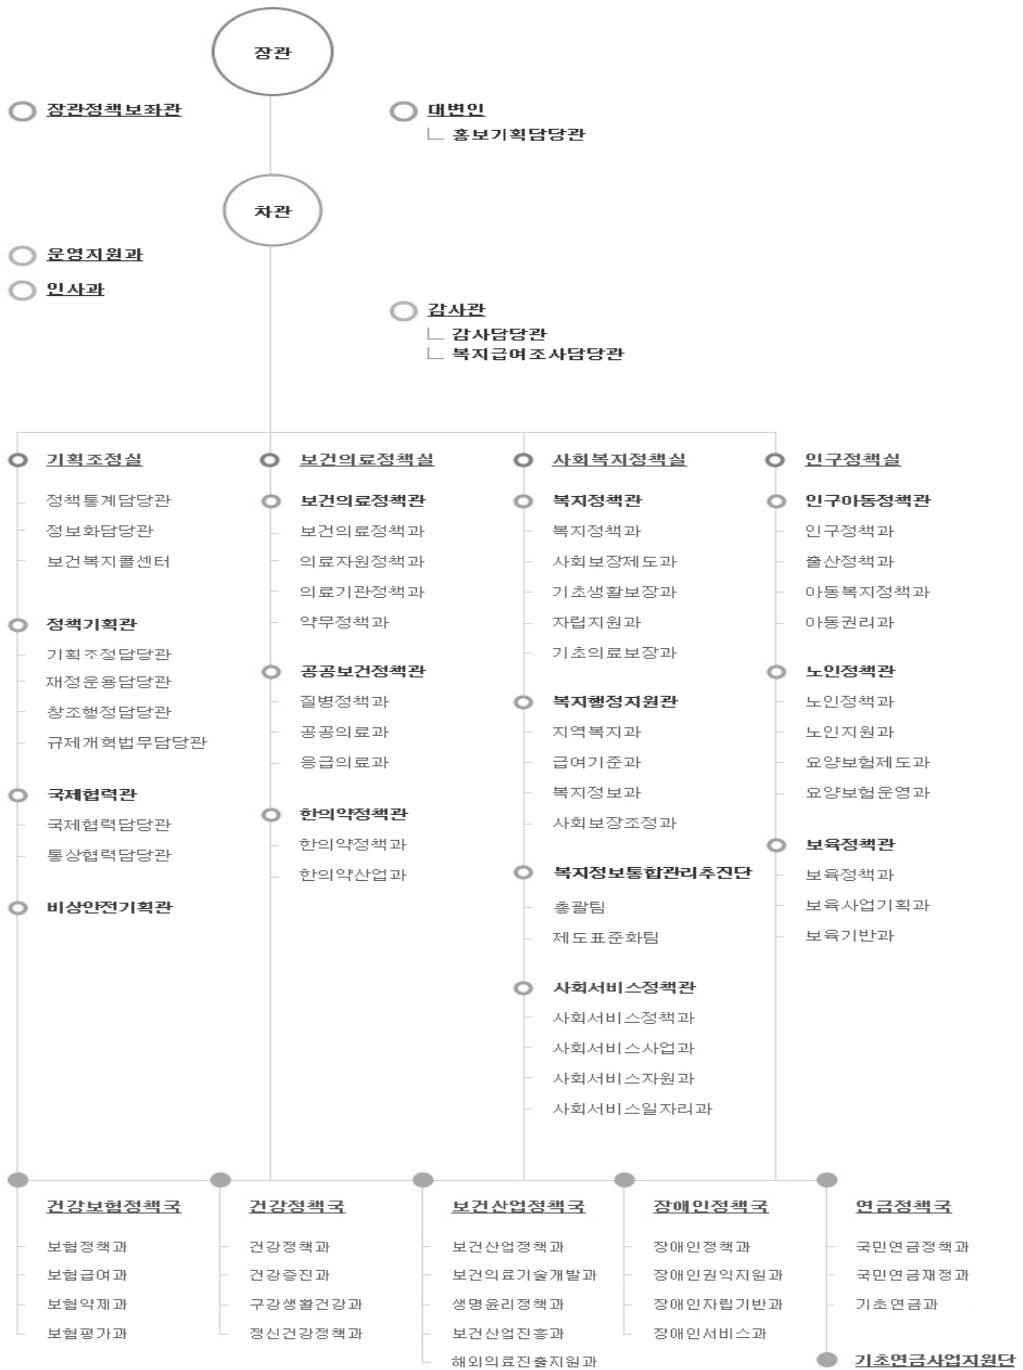 장관
장관정책보좌관
대변인
홍보기획담당관
차관
운영지원과
인사과
감사관
감사담당관
복지급여조사담당관
기획조정실
정책통계담당관
정보화담당관
보건복지콜센터
정책기획관
기획조정담당관
재정운용담당관
창조행정담당관
규제개혁법무담당관
국제협력관
국제협력담당관
통상협력담당관
비상안전기획관
보건의료정책실
보건의료정책관
보건의료정책과
의료자원정책과
의료기관정책과
약무정책과
공공보건정책관
질병정책과
공공의료과
응급의료과
한의약정책관
한의약정책과
한의약산업과
사회복지정책실
복지정책관
복지정책과
사회보장제도과
기초생활보장과
자립지원과
기초의료보장과
복지행정지원관
지역복지과
급여기준과
복지정보과
사회보장조정과
복지정보통합관리추진단
총괄팀
제도표준화팀
사회서비스정책관
사회서비스정책과
사회서비스사업과
사회서비스자원과
사회서비스일자리과
인구정책실
인구아동정책관
인구정책과
출산정책과
아동복지정책과
아동권리과
노인정책관
노인정책과
노인지원과
요양보험제도과
요양보험운영과
보육정책관
보육정책과
보육사업기획과
보육기반과
건강보험정책국
보험정책과
보험급여과
보험약제과
보험평가과
건강정책국
건강정책과
건강증진과
구강생활건강과
정신건강정책과
보건산업정책국
보건산업정책과
보건의료기술개발과
생명윤리정책과
보건산업진흥과
해외의료진출지원과
장애인정책국
장애인정책과
장애인권익지원과
장애인자립기반과
장애인서비스과
연금정책국
국민연금정책과
국민연금재정과
기초연금과
기초연금사업지원단